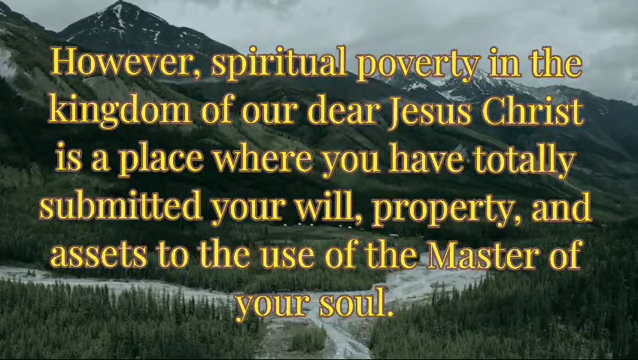 However, spiritual poverty in the
kingdom of our dear Jesus Christ
is a place where you have totally
submitted your will, property, and
assets to the use of the Master of
your soul.